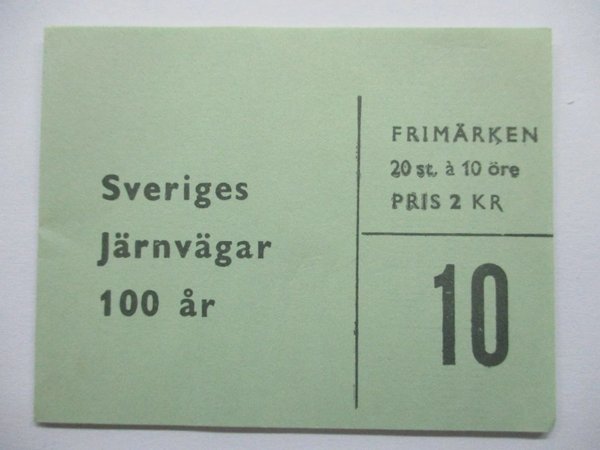 Sveriges
Järnvägar
100 år
FRIMÄRKEN
20 st. à 10 öre
PRIS 2 KR
10